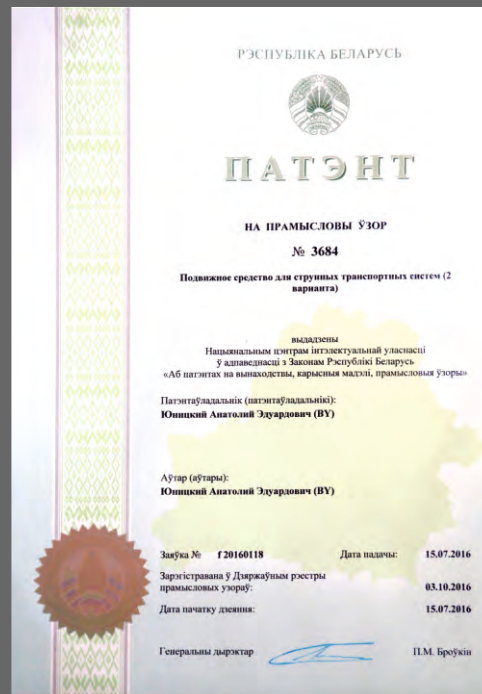 РЭСПУБЛІКА БЕЛАРУСЬ
ПАТЭНТ
НА ПРАМЫСЛОВЫ ЎЗОР
№ 3684
Подвижное средство для струнных транспортных систем (2
варианта)
выдадзены
Нацыянальным цэнтрам інтэлектуальнай уласнасці
ў адпаведнасці з Законам Рэспублікі Беларусь
«Аб патэнтах на вынаходствы, карысныя мадэлі, прамысловыя ўзоры»
Патэнтаўладальнік (патэнтаўладальнікі):
Юницкий Анатолий Эдуардович (BY)
Аўтар (аўтары):
Юницкий Анатолий Эдуардович (BY)
Заяўка № f 20160118 Дата падачы: 15.07.2016
Зарэгістравана ў Дзяржаўным рэестры
прамысловых узораў: 03.10.2016
Дата пачатку дзеяння: 15.07.2016
Генеральны дырэктар П.М. Броўкін